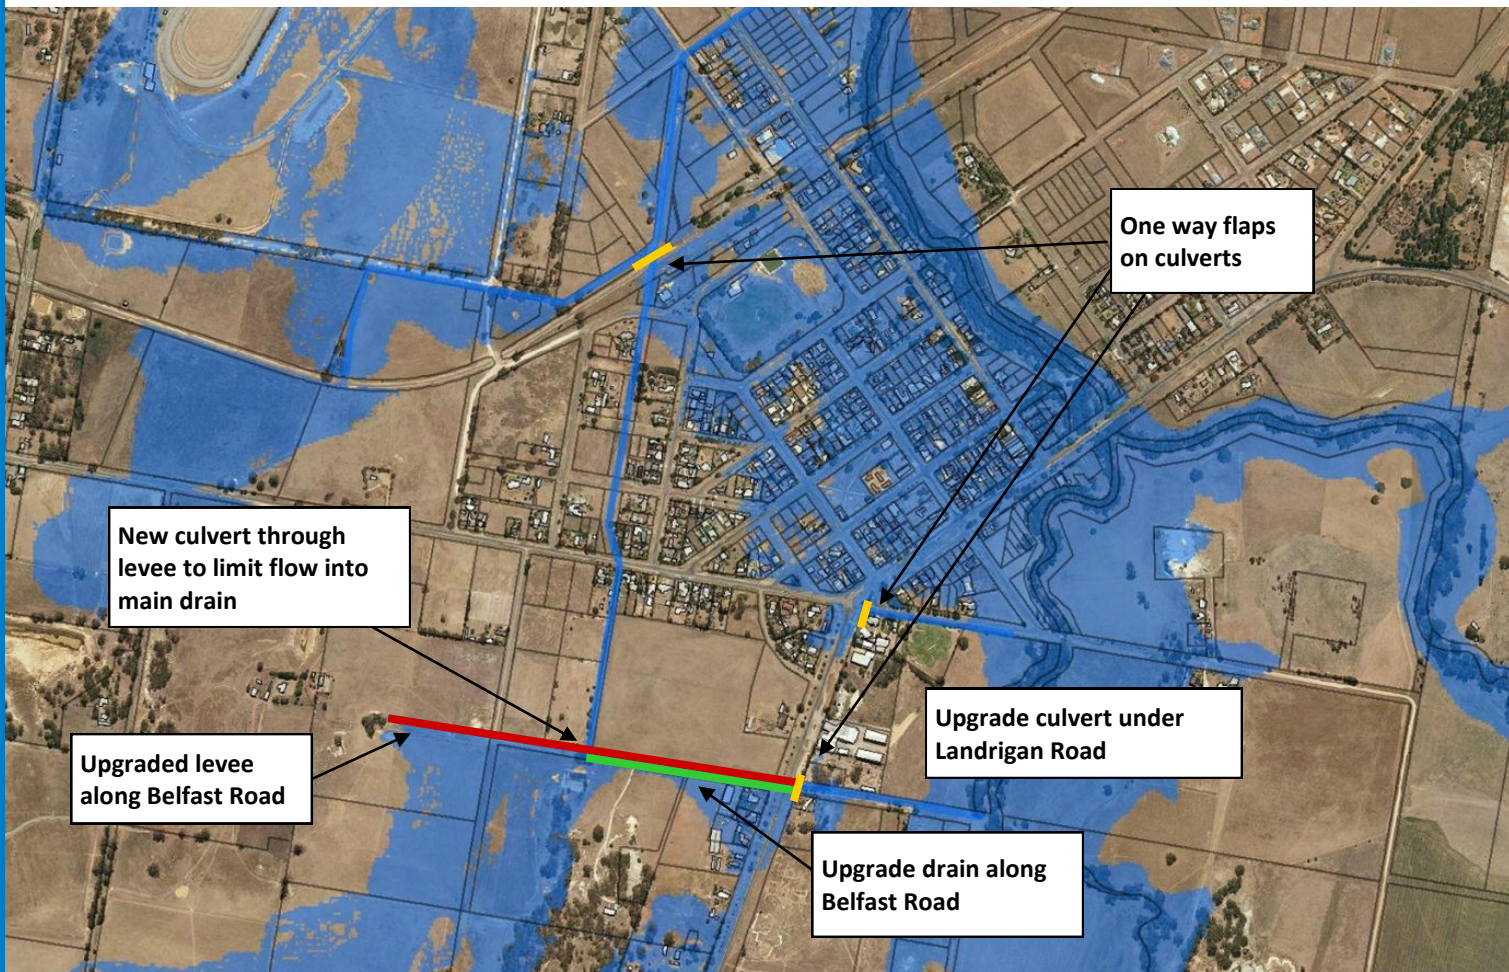 One way flaps
on culverts
New culvert through
levee to limit flow into
main drain
Upgrade culvert under
Landrigan Road
Upgraded levee
along Belfast Road
Upgrade drain along
Belfast Road